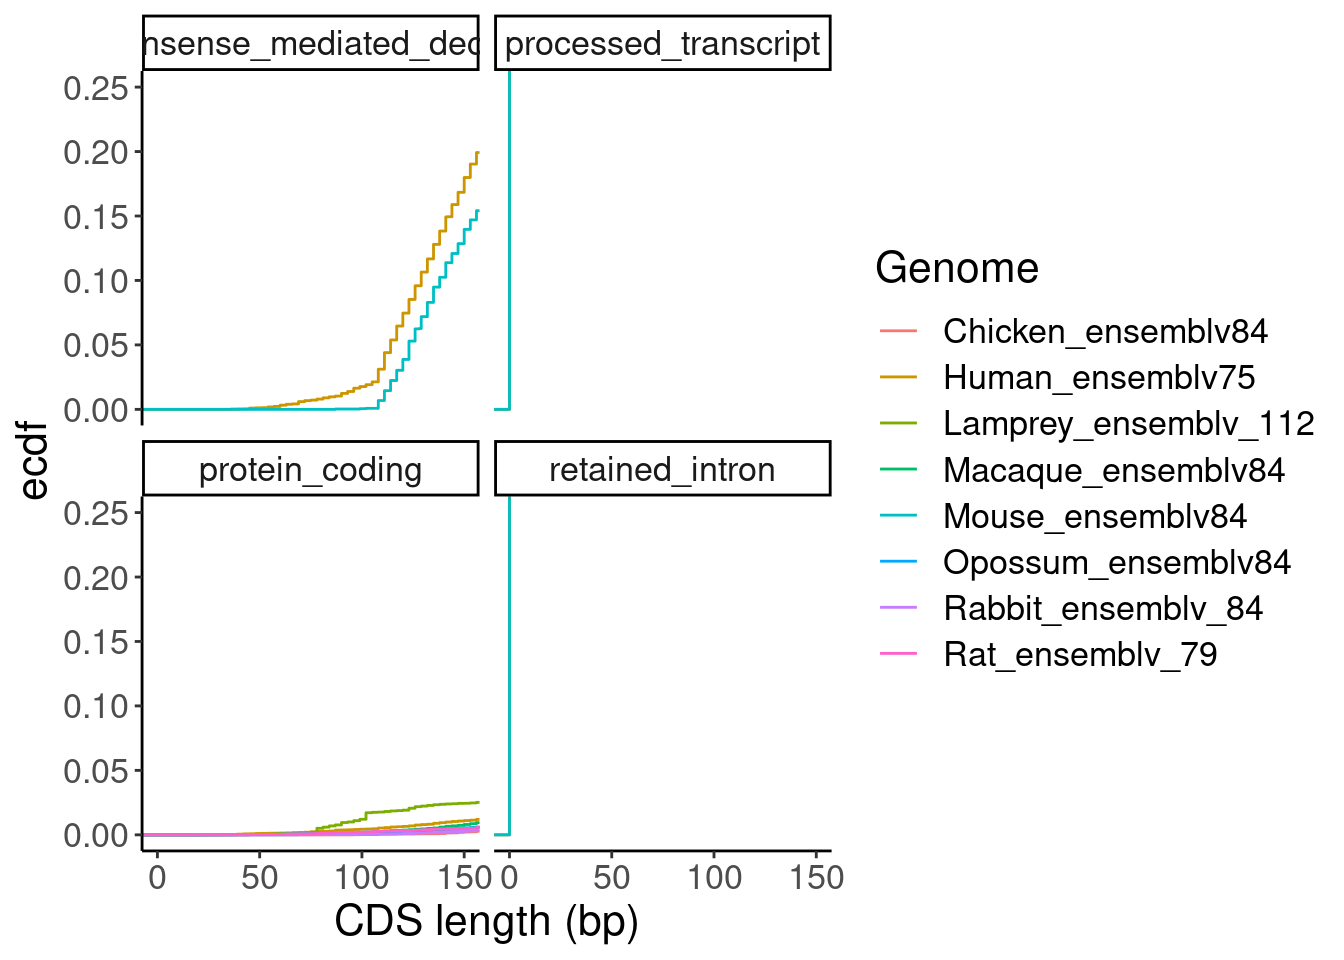 nsense_mediated_dec
processed_transcript
0.25
0.20
0.15
0.10
0.05
0.00
protein_coding
retained_intron
0.25
0.20
0.15
0.10
0.05
0.00
0 50 100 150 0 50 100 150
CDS length (bp)
ecdf
Genome
Chicken_ensemblv84
Human_ensemblv75
Lamprey_ensemblv_112
Macaque_ensemblv84
Mouse_ensemblv84
Opossum_ensemblv84
Rabbit_ensemblv_84
Rat_ensemblv_79